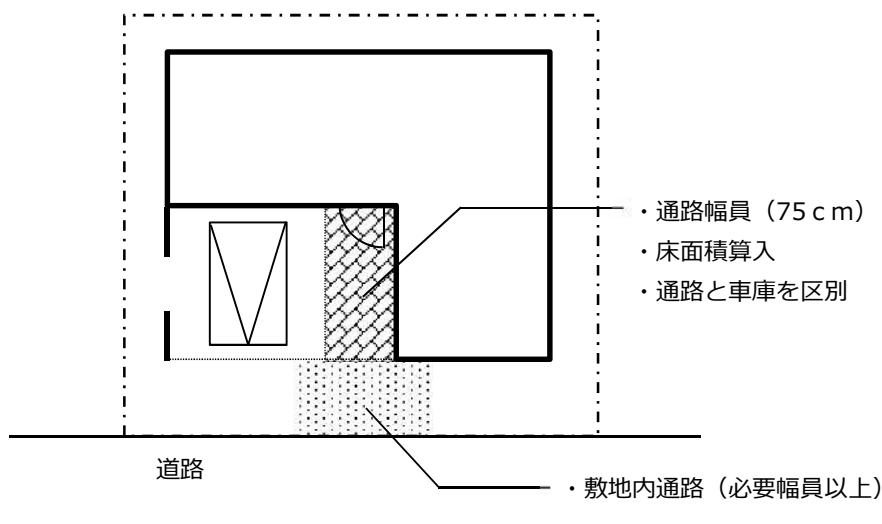 ・通路幅員（75ｃｍ）
・床面積算入
・通路と車庫を区別
道路
・敷地内通路（必要幅員以上）